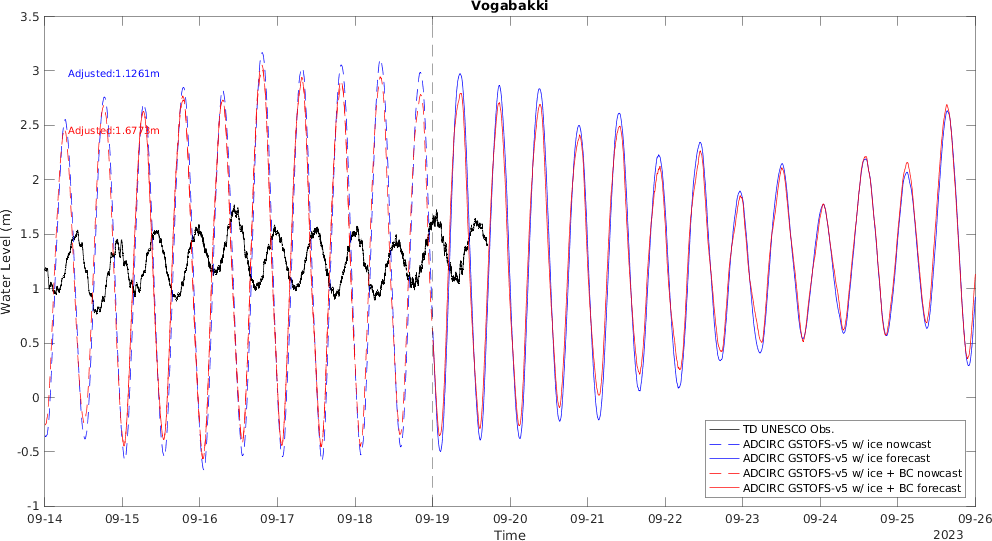 Vogabakki
3.5
3
2.5
2
1.5
1
0.5
0
-0.5
-1
Water Level (m)
Adjusted:1.1261m
Adjusted:1.6773m
TD UNESCO Obs.
ADCIRC GSTOFS-v5 w/ ice nowcast
ADCIRC GSTOFS-v5 w/ ice forecast
ADCIRC GSTOFS-v5 w/ ice + BC nowcast
ADCIRC GSTOFS-v5 w/ ice + BC forecast
09-14 09-15 09-16 09-17 09-18 09-19 09-20 09-21 09-22 09-23 09-24 09-25 09-26
Time
2023